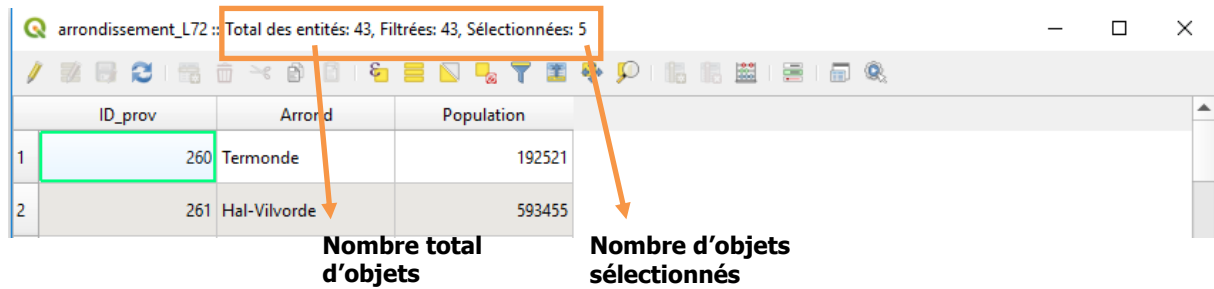 arrondissement_L72 :: Total des entités: 43, Filtrées: 43, Sélectionnées: 5
ID_prov Arrond Population
1 260 Termonde 192521
2 261 Hal-Vilvorde 593455
Nombre total
d’objets
Nombre d’objets
sélectionnés